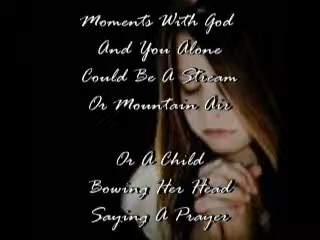 Moments With God
And You Alone
Could Be A Stream
Or Mountain Air
Or A Child
Bowing Her Head
Saying A Prayer